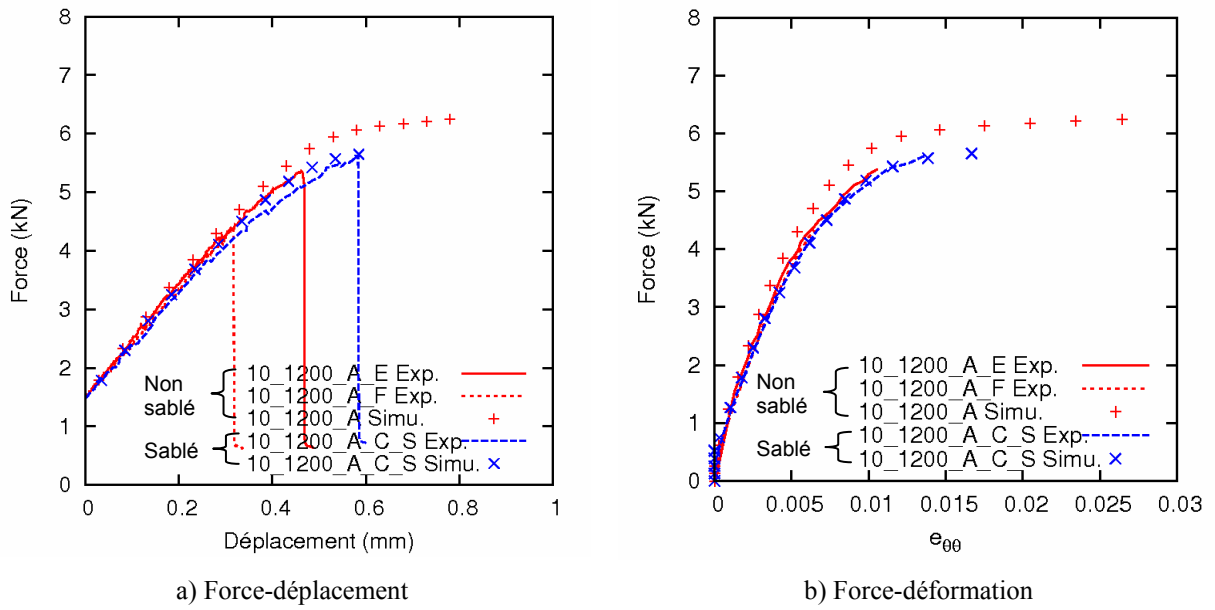 8
7
6
5
4
3
2
1
0
Force (kN)
0 0.2 0.4 0.6 0.8 1
Déplacement (mm)
Non sablé
10_1200_A_E Exp.
10_1200_A_F Exp.
10_1200_A Simu.
Sablé
10_1200_A_C_S Exp.
10_1200_A_C_S Simu.
a) Force-déplacement
8
7
6
5
4
3
2
1
0
Force (kN)
0 0.005 0.01 0.015 0.02 0.025 0.03
eθθ
Non sablé
10_1200_A_E Exp.
10_1200_A_F Exp.
10_1200_A Simu.
Sablé
10_1200_A_C_S Exp.
10_1200_A_C_S Simu.
b) Force-déformation